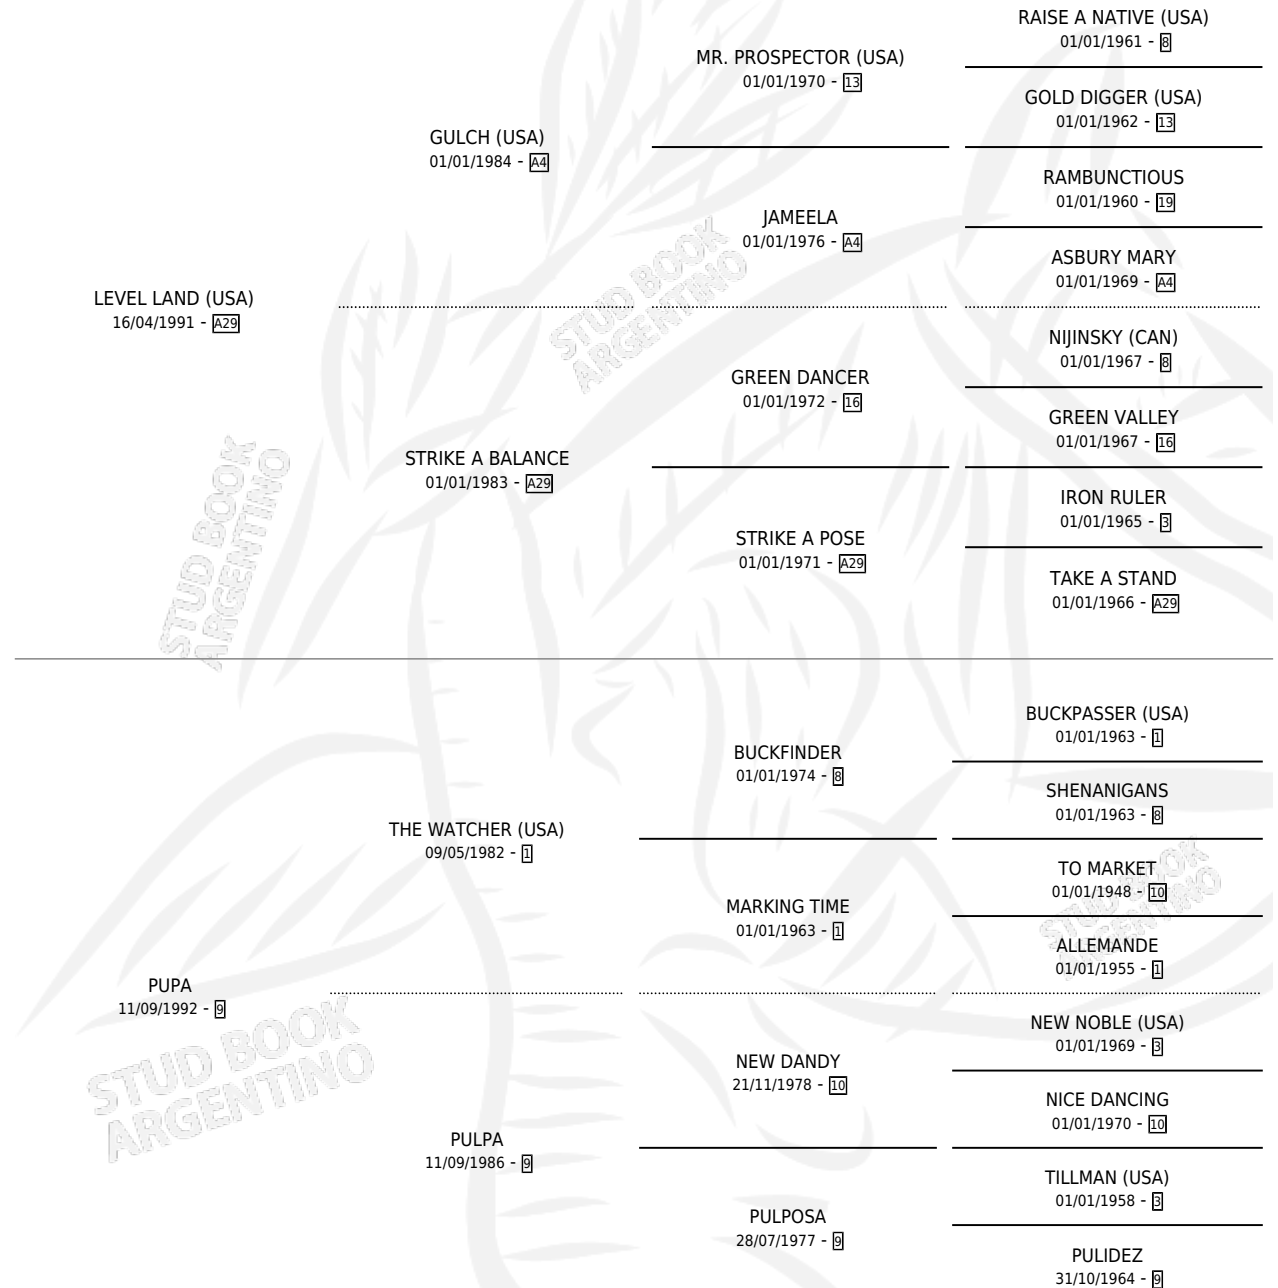 RAISE A NATIVE (USA)
01/01/1961 - 8
MR. PROSPECTOR (USA)
01/01/1970 - 13
GOLD DIGGER (USA)
01/01/1962 - 13
GULCH (USA)
01/01/1984 - A4
RAMBUNCTIOUS
01/01/1960 - 19
JAMEELA
01/01/1976 - A4
ASBURY MARY
01/01/1969 - A4
LEVEL LAND (USA)
16/04/1991 - A29
NIJINSKY (CAN)
01/01/1967 - 8
GREEN DANCER
01/01/1972 - 16
GREEN VALLEY
01/01/1967 - 16
STRIKE A BALANCE
01/01/1983 - A29
IRON RULER
01/01/1965 - 3
STRIKE A POSE
01/01/1971 - A29
TAKE A STAND
01/01/1966 - A29
BUCKPASSER (USA)
01/01/1963 - 1
BUCKFINDER
01/01/1974 - 8
SHENANIGANS
01/01/1963 - 8
THE WATCHER (USA)
09/05/1982 - 1
TO MARKET
01/01/1948 - 10
MARKING TIME
01/01/1963 - 1
ALLEMANDE
01/01/1955 - 1
PUPA
11/09/1992 - 9
NEW NOBLE (USA)
01/01/1969 - 3
NEW DANDY
21/11/1978 - 10
NICE DANCING
01/01/1970 - 10
PULPA
11/09/1986 - 9
TILLMAN (USA)
01/01/1958 - 3
PULPOSA
28/07/1977 - 9
PULIDEZ
31/10/1964 - 9
STUD BOOK
ARGENTINO
STUD BOOK
ARGENTINO
STUD BOOK
ARGENTINO
STUD BOOK
ARGENTINO